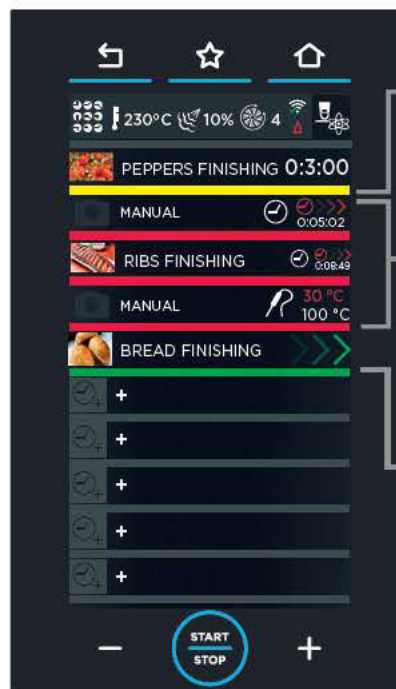 230°C 10% 4
PEPPERS FINISHING 0:3:00
MANUAL 0:05:02
RIBS FINISHING 0:08:49
MANUAL 30 °C
100 °C
BREAD FINISHING
+
+
+
+
+
START
STOP